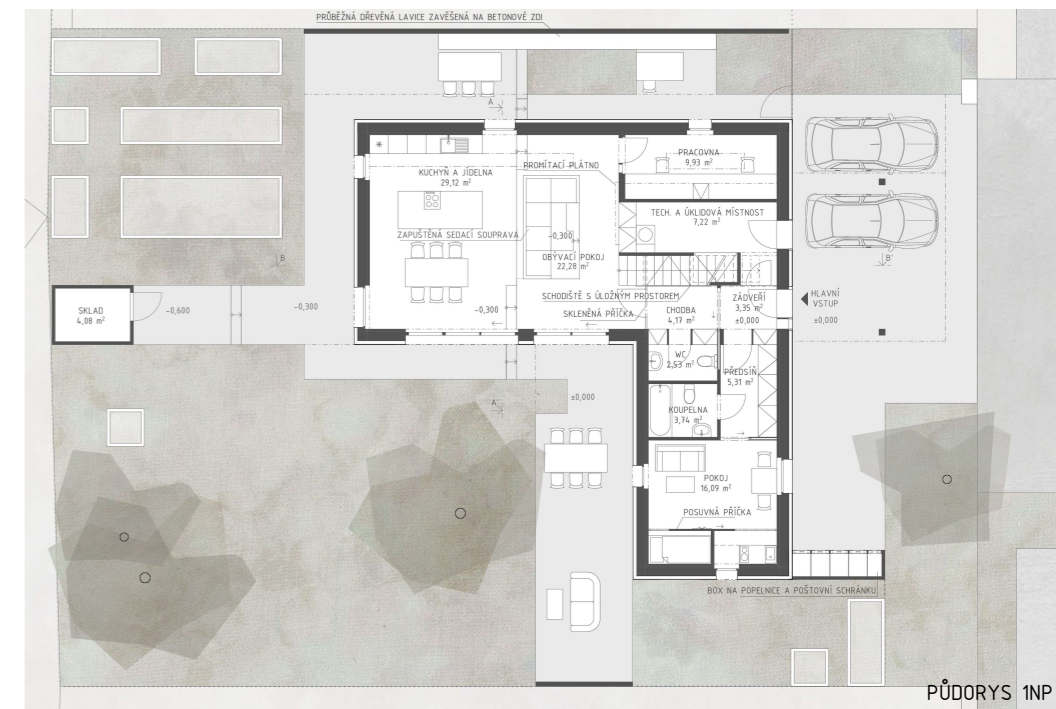 PRŮBĚŽNÁ DŘEVĚNÁ LAVICE ZAVĚŠENÁ NA BETONOVÉ ZDI
A
PRACOVNA
9,93 m²
PROMÍTACÍ PLÁTNO
KUCHYŇ A JÍDELNA
29,12 m²
TECH. A ÚKLIDOVÁ MÍSTNOST
7,22 m²
ZAPUŠTĚNÁ SEDACÍ SOUPRAVA
-0,300
OBÝVACÍ POKOJ
22,28 m²
B
B'
SCHODIŠTĚ S ÚLOŽNÝM PROSTOREM
ZÁDVEŘÍ
3,35 m²
±0,000
HLAVNÍ
VSTUP
±0,000
SKLAD
4,08 m²
-0,600
-0,300
-0,300
SKLENĚNÁ PŘÍČKA
CHODBA
4,17 m²
WC
2,53 m²
PŘEDSÍŇ
5,31 m²
±0,000
A'
KOUPELNA
3,74 m²
POKOJ
16,09 m²
POSUVNÁ PŘÍČKA
BOX NA POPELNICE A POŠTOVNÍ SCHRÁNKU
PŮDORYS 1NP